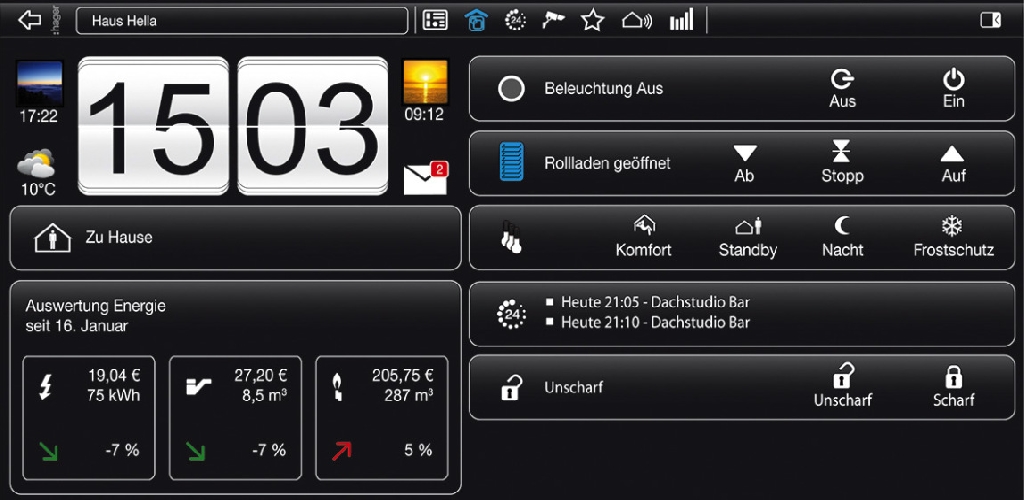 :hager
Haus Hella
24
17:22
15 03
09:12
10°C
2
Zu Hause
Auswertung Energie
seit 16. Januar
19,04 €
75 kWh
-7 %
27,20 €
8,5 m³
-7 %
205,75 €
287 m³
5 %
Beleuchtung Aus
Aus
Ein
Rollladen geöffnet
Ab
Stopp
Auf
Komfort
Standby
Nacht
Frostschutz
24
Heute 21:05 - Dachstudio Bar
Heute 21:10 - Dachstudio Bar
Unscharf
Unscharf
Scharf